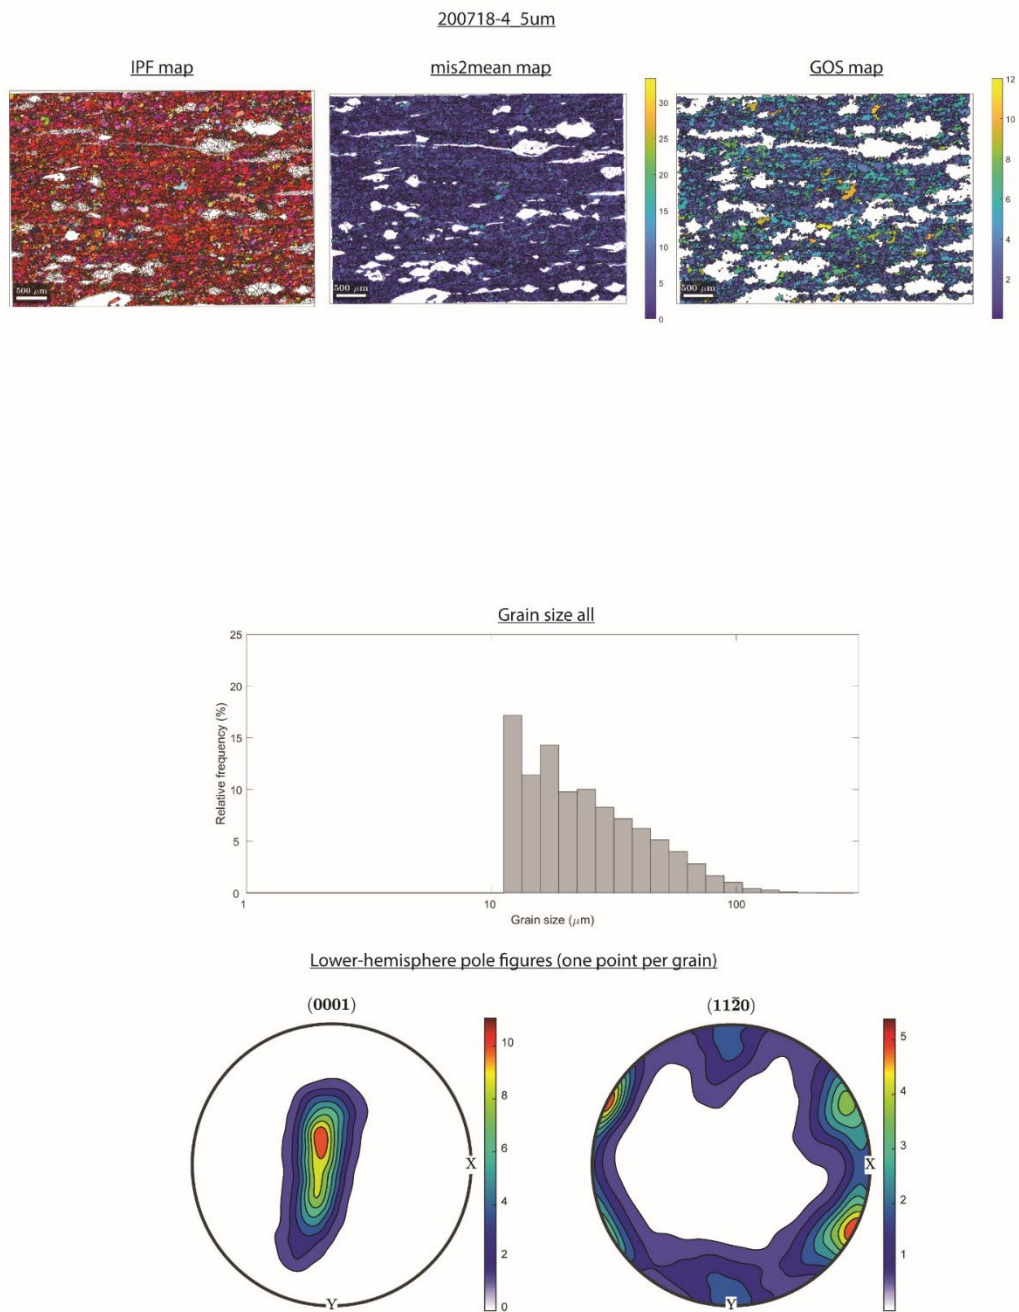 200718-4_5um
IPF map
mis2mean map
GOS map
500 μm
500 μm
500 μm
30
25
20
15
10
5
0
12
10
8
6
4
2
Grain size all
25
20
15
10
5
0
Relative frequency (%)
1
10
100
Grain size (μm)
Lower-hemisphere pole figures (one point per grain)
(0001)
(112̄0)
X
Y
10
8
6
4
2
0
X
Y
5
4
3
2
1